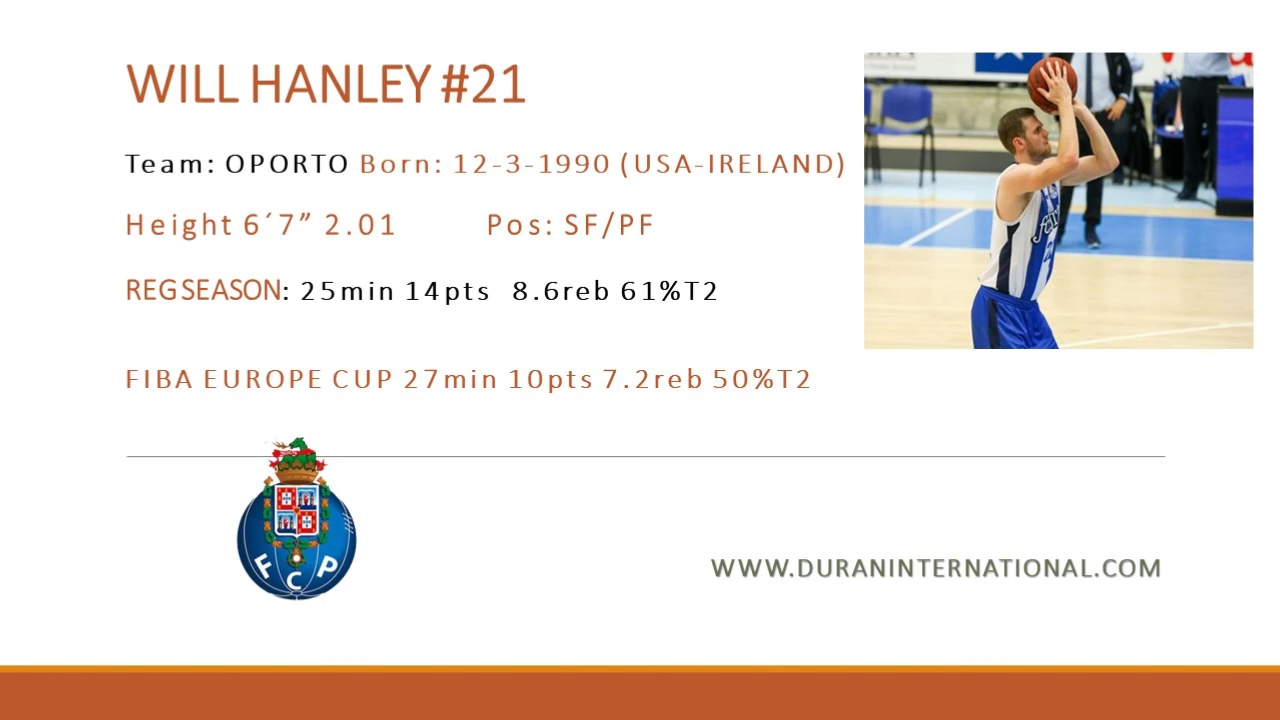 WILL HANLEY #21
Team: OPORTO Born: 12-3-1990 (USA-IRELAND)
Height 6´7” 2.01 Pos: SF/PF
REG SEASON: 25min 14pts 8.6reb 61%T2
FIBA EUROPE CUP 27min 10pts 7.2reb 50%T2
FCP
WWW.DURANINTERNATIONAL.COM